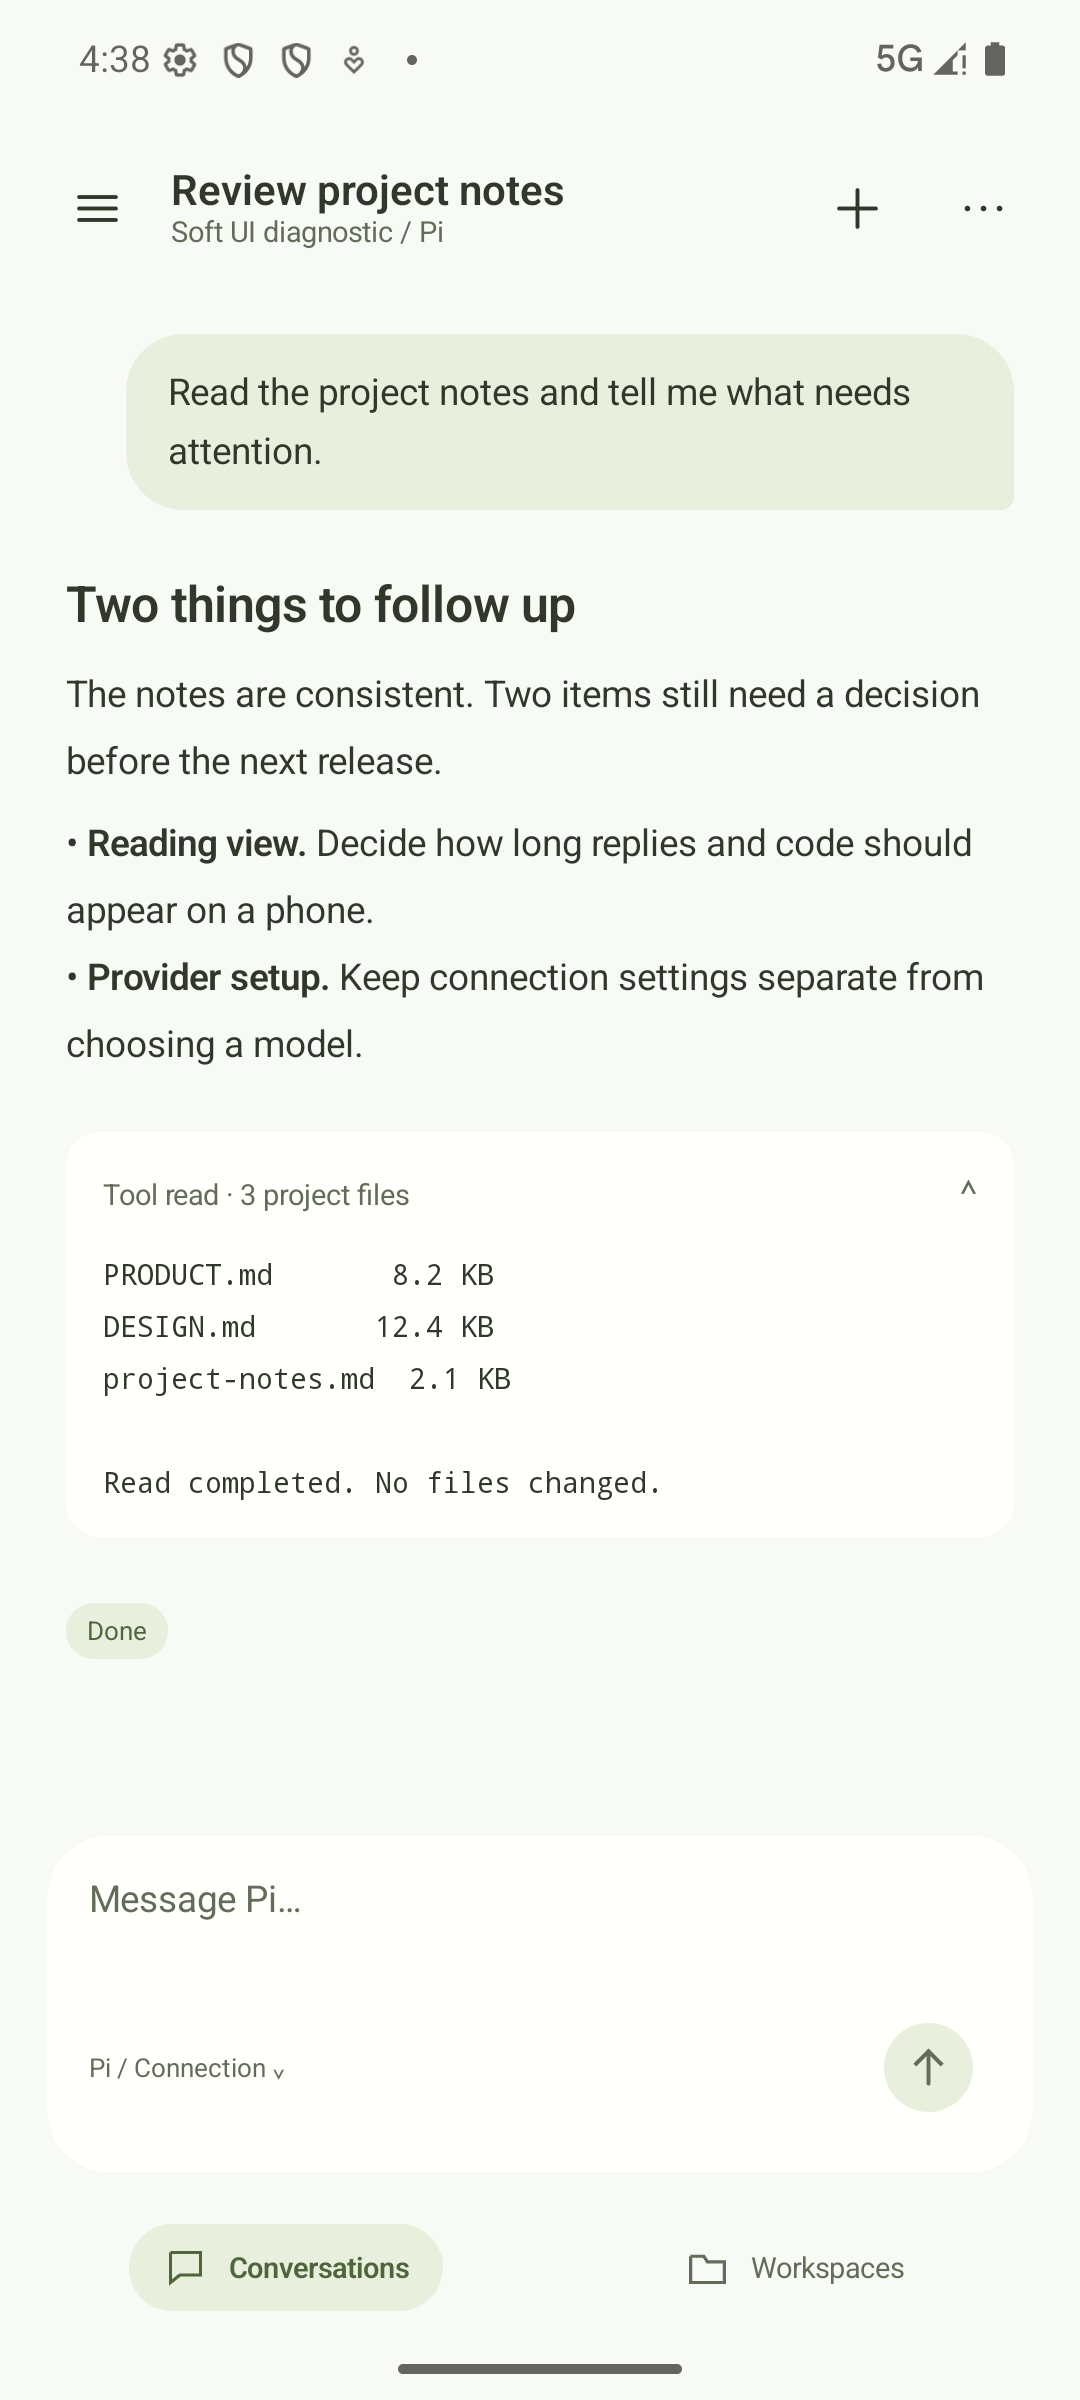 4:38
5G
Review project notes
Soft UI diagnostic / Pi
Read the project notes and tell me what needs
attention.
Two things to follow up
The notes are consistent. Two items still need a decision
before the next release.
• Reading view. Decide how long replies and code should
appear on a phone.
• Provider setup. Keep connection settings separate from
choosing a model.
Tool read · 3 project files
PRODUCT.md       8.2 KB
DESIGN.md       12.4 KB
project-notes.md  2.1 KB
Read completed. No files changed.
Done
Message Pi…
Pi / Connection
Conversations
Workspaces